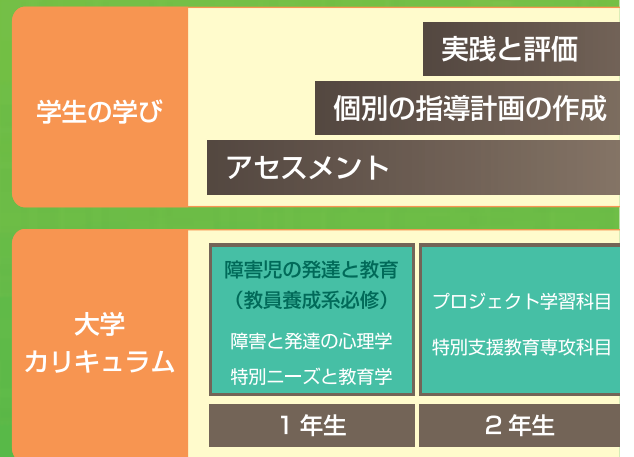 学生の学び
実践と評価
個別の指導計画の作成
アセスメント
大学
カリキュラム
障害児の発達と教育
（教員養成系必修）
障害と発達の心理学
特別ニーズと教育学
プロジェクト学習科目
特別支援教育専攻科目
1 年生
2 年生